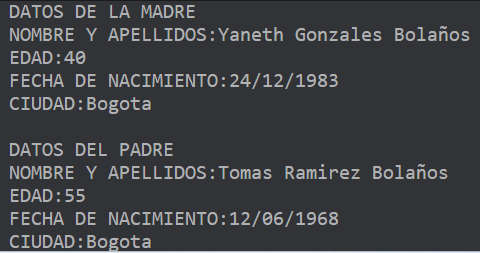 DATOS DE LA MADRE
NOMBRE Y APELLIDOS:Yaneth Gonzales Bolaños
EDAD:40
FECHA DE NACIMIENTO:24/12/1983
CIUDAD:Bogota

DATOS DEL PADRE
NOMBRE Y APELLIDOS:Tomas Ramirez Bolaños
EDAD:55
FECHA DE NACIMIENTO:12/06/1968
CIUDAD:Bogota